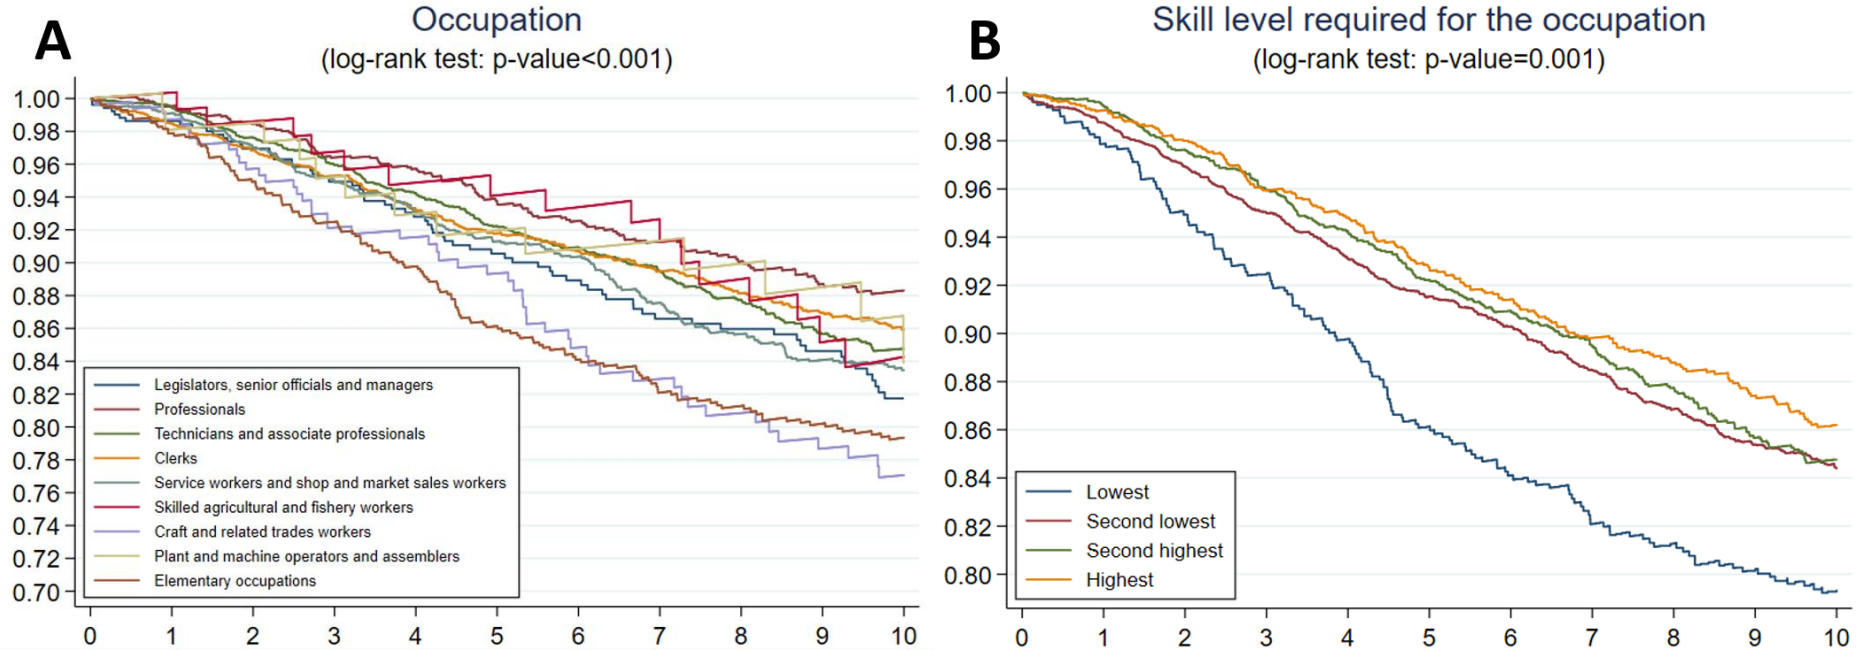 A
Occupation
(log-rank test: p-value<0.001)
1.00
0.98
0.96
0.94
0.92
0.90
0.88
0.86
0.84
0.82
0.80
0.78
0.76
0.74
0.72
0.70
Legislators, senior officials and managers
Professionals
Technicians and associate professionals
Clerks
Service workers and shop and market sales workers
Skilled agricultural and fishery workers
Craft and related trades workers
Plant and machine operators and assemblers
Elementary occupations
0 1 2 3 4 5 6 7 8 9 10
B
Skill level required for the occupation
(log-rank test: p-value=0.001)
1.00
0.98
0.96
0.94
0.92
0.90
0.88
0.86
0.84
0.82
0.80
Lowest
Second lowest
Second highest
Highest
0 1 2 3 4 5 6 7 8 9 10